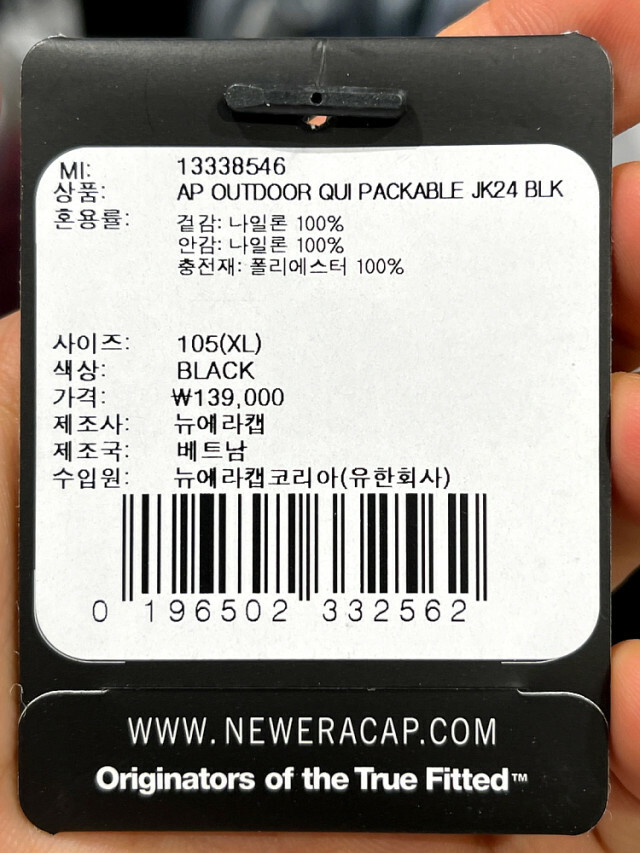 MI: 13338546
상품: AP OUTDOOR QUI PACKABLE JK24 BLK
혼용률: 겉감: 나일론 100%
안감: 나일론 100%
충전재: 폴리에스터 100%
사이즈: 105(XL)
색상: BLACK
가격: ₩139,000
제조사: 뉴에라캡
제조국: 베트남
수입원: 뉴에라캡코리아(유한회사)
0 196502 332562
WWW.NEWERACAP.COM
Originators of the True Fitted™